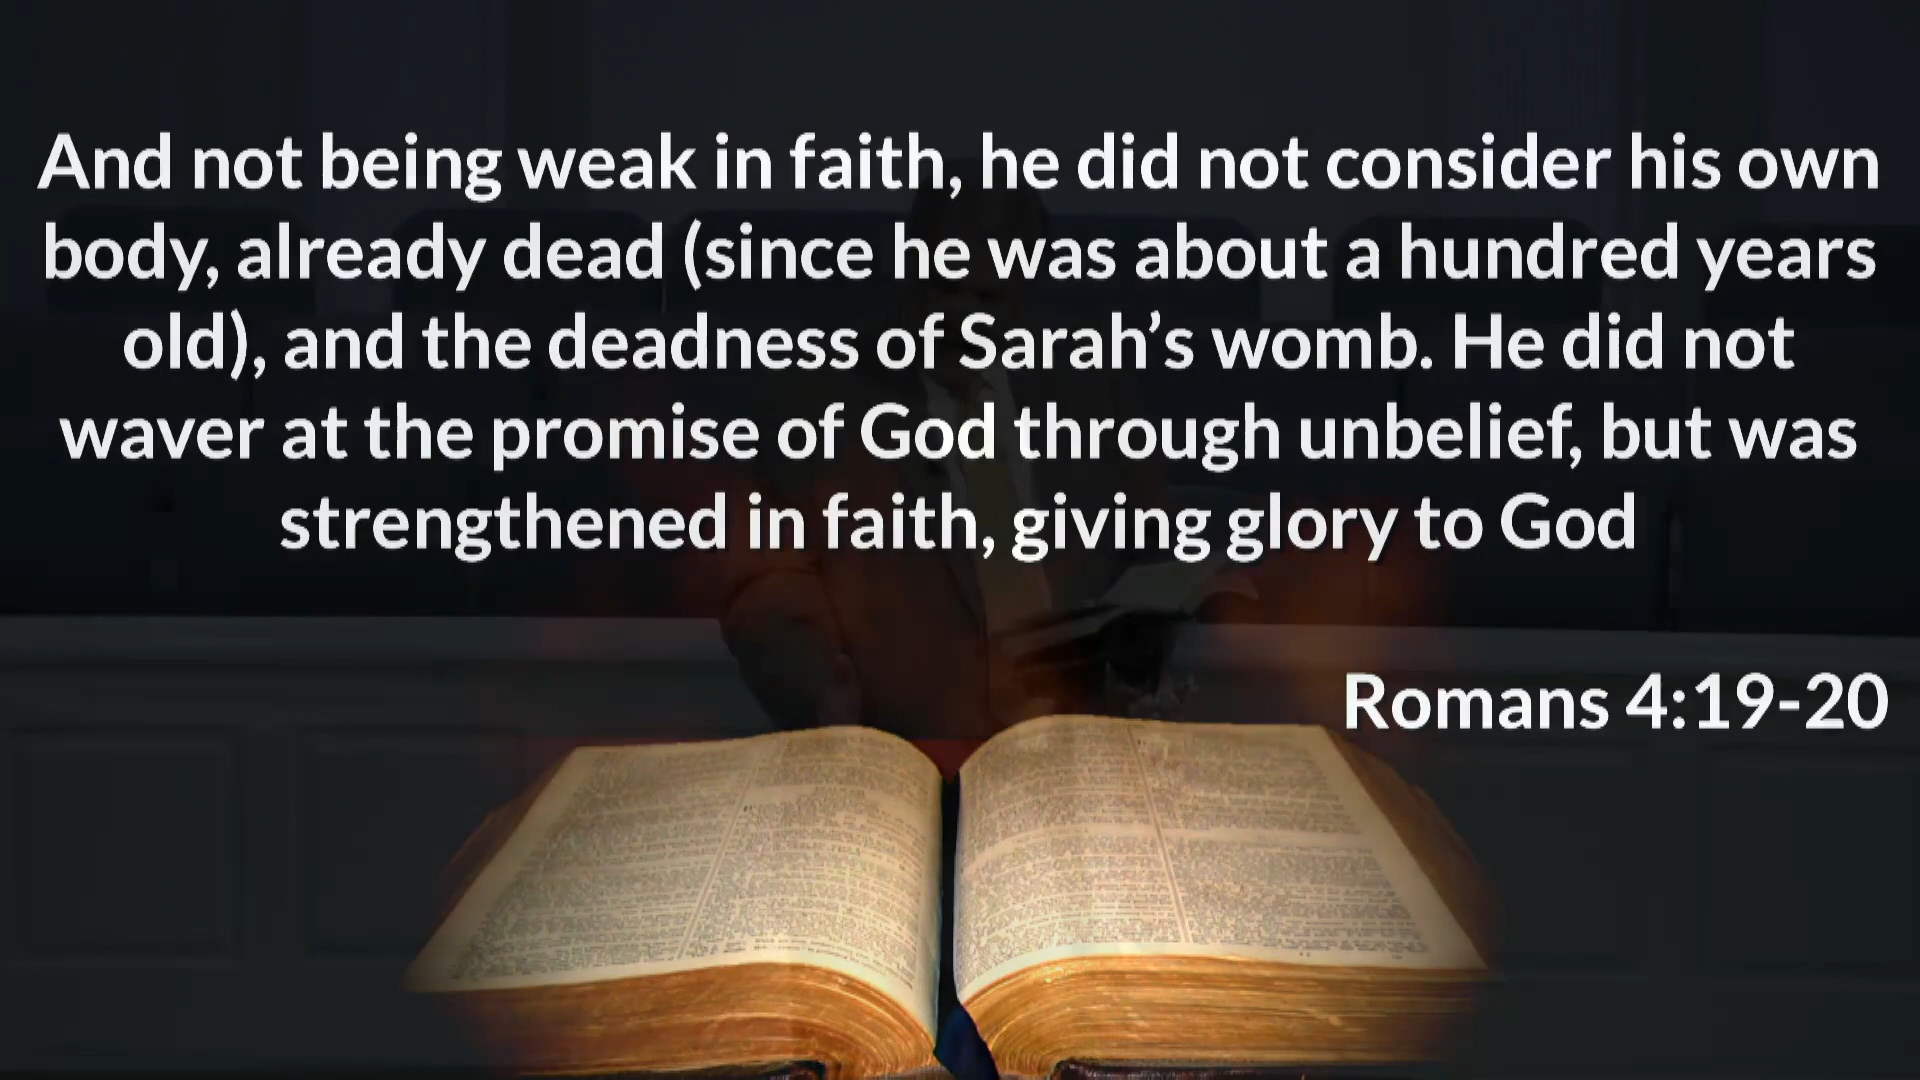 And not being weak in faith, he did not consider his own
body, already dead (since he was about a hundred years
old), and the deadness of Sarah’s womb. He did not
waver at the promise of God through unbelief, but was
strengthened in faith, giving glory to God
Romans 4:19-20